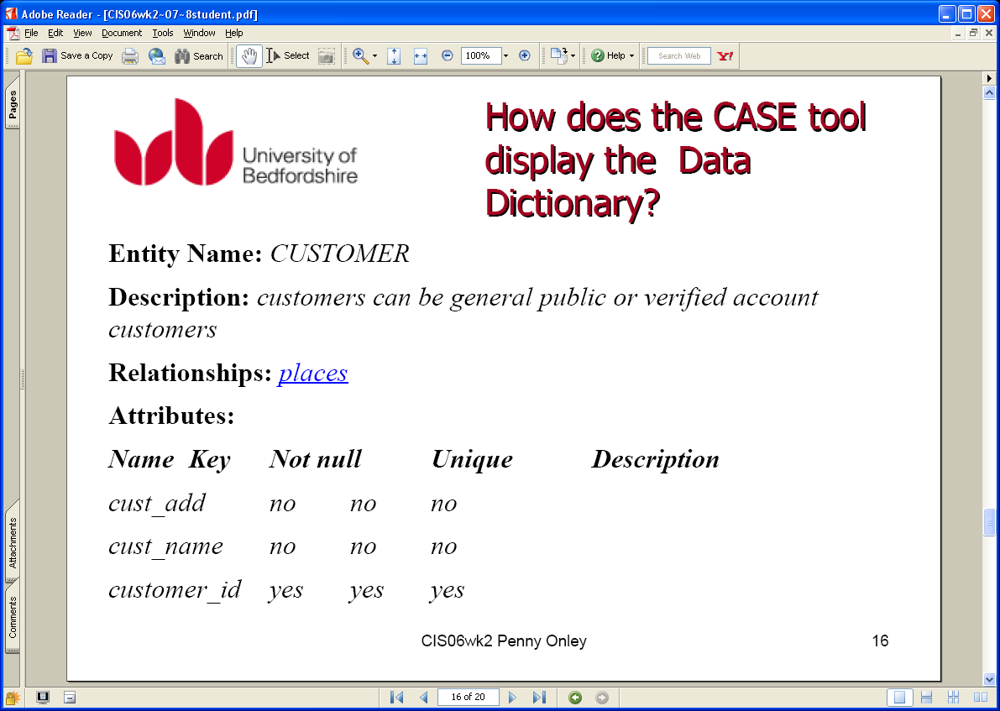 Adobe Reader - [CIS06wk2~07~8student.pdf]
File Edit View Document Tools Window Help
Save a Copy Search Select 100% Help Search Web Y!
Pages
Attachments
Comments
University of
Bedfordshire
How does the CASE tool
display the Data
Dictionary?
Entity Name: CUSTOMER
Description: customers can be general public or verified account
customers
Relationships: places
Attributes:
Name Key Not null Unique Description
cust_add no no no
cust_name no no no
customer_id yes yes yes
CIS06wk2 Penny Onley 16
16 of 20